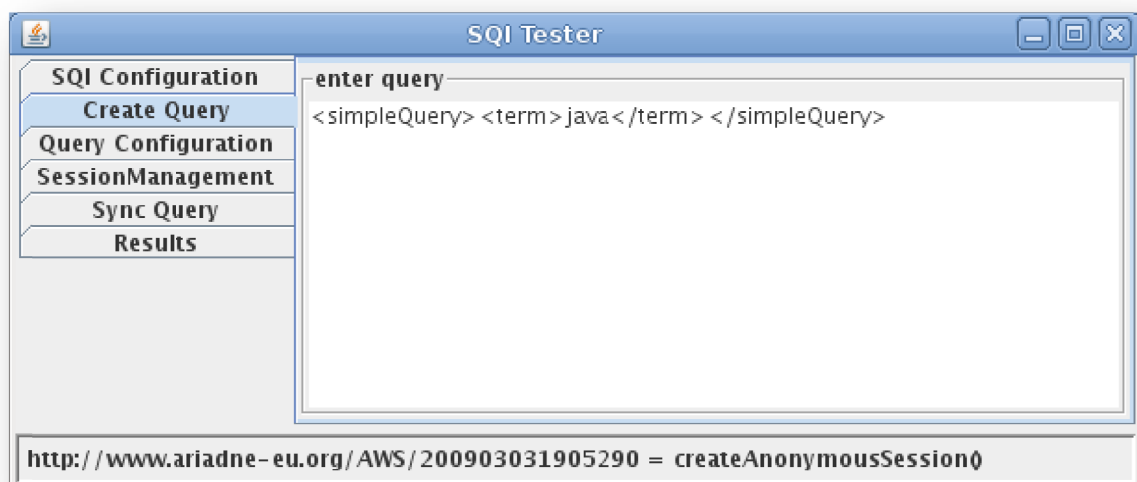 SQI Tester
SQI Configuration
Create Query
Query Configuration
SessionManagement
Sync Query
Results
enter query
<simpleQuery> <term>java</term> </simpleQuery>
http://www.ariadne-eu.org/AWS/200903031905290 = createAnonymousSession()